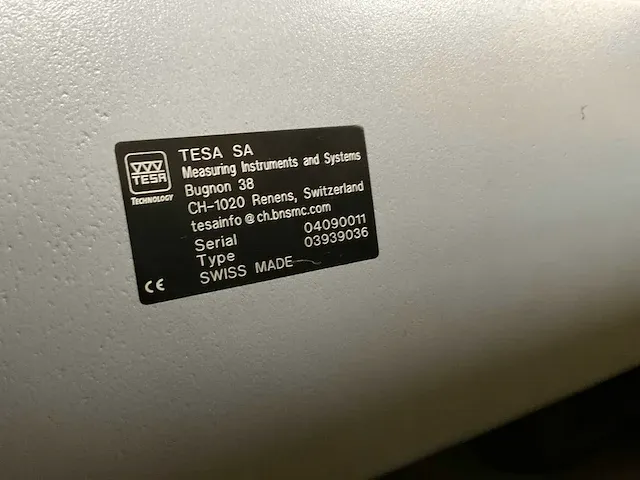 TESA
TECHNOLOGY
TESA SA
Measuring Instruments and Systems
Bugnon 38
CH-1020 Renens, Switzerland
tesainfo@ch.bnsmc.com
Serial 04090011
Type 03939036
SWISS MADE
CE